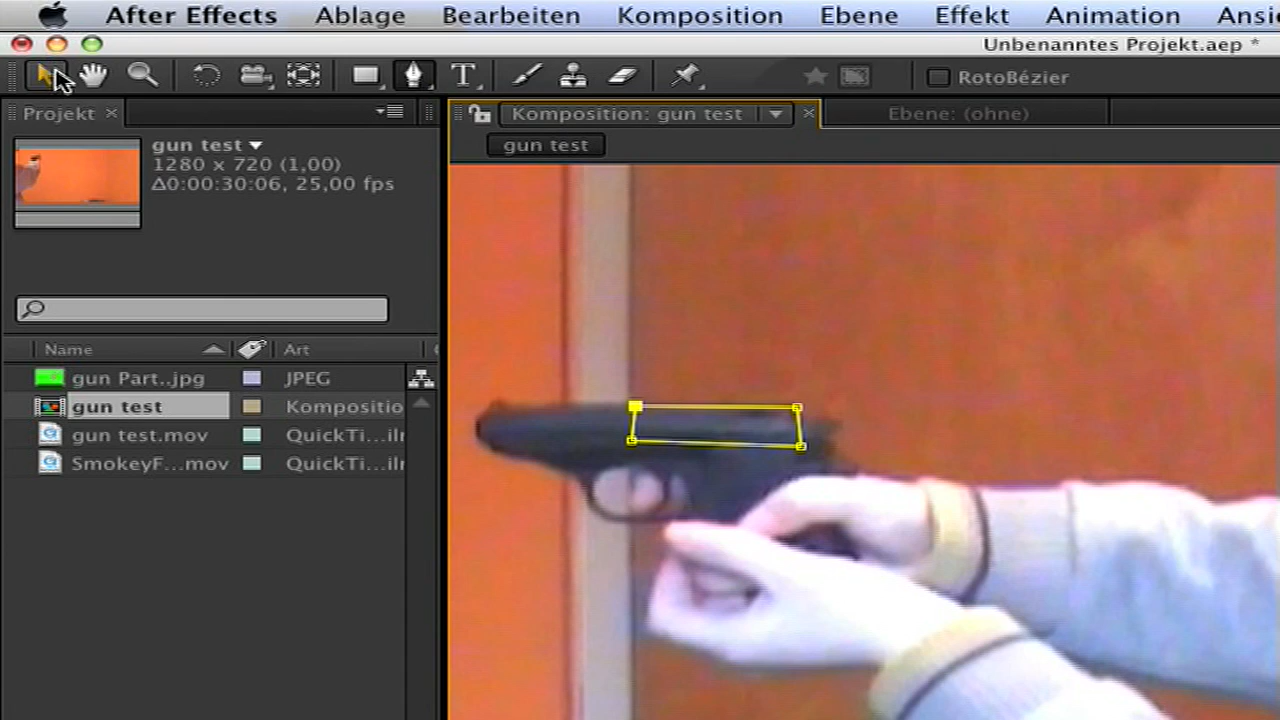 After Effects Ablage Bearbeiten Komposition Ebene Effekt Animation Ansi
Unbenanntes Projekt.aep *
T RotoBézier
Projekt × Komposition: gun test × Ebene: (ohne)
gun test
gun test
1280 x 720 (1,00)
Δ0:00:30:06, 25,00 fps
Name Art
gun Part..jpg JPEG
gun test Kompositio
gun test.mov QuickTi...ilr
SmokeyF...mov QuickTi...ilr